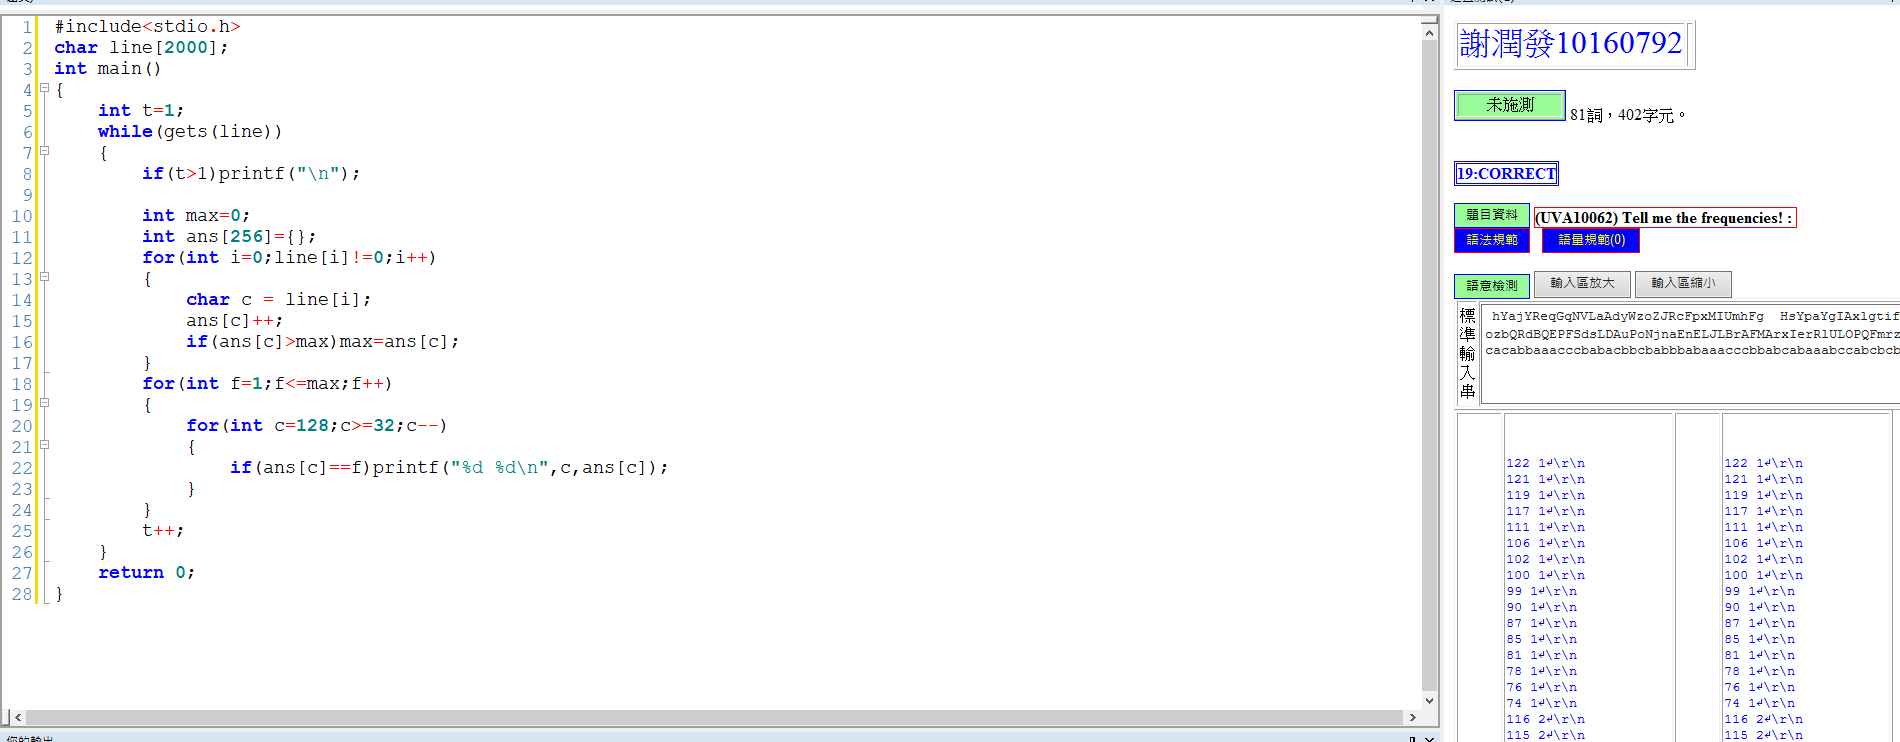 1 #include<stdio.h>
2 char line[2000];
3 int main()
4 {
5 int t=1;
6 while(gets(line))
7 {
8 if(t>1)printf("\n");
9
10 int max=0;
11 int ans[256]={};
12 for(int i=0;line[i]!=0;i++)
13 {
14 char c = line[i];
15 ans[c]++;
16 if(ans[c]>max)max=ans[c];
17 }
18 for(int f=1;f<=max;f++)
19 {
20 for(int c=128;c>=32;c--)
21 {
22 if(ans[c]==f)printf("%d %d\n",c,ans[c]);
23 }
24 }
25 t++;
26 }
27 return 0;
28 }
謝潤發10160792
未施測 81詞，402字元。
19:CORRECT
題目資料 (UVA10062) Tell me the frequencies! :
語法規範 語量規範(0)
語意檢測 輸入區放大 輸入區縮小
標準輸入串
hYajYReqGqNVLaAdyWzoZJRcFpxMIUmhFg HsYpaYgIAxlgtif
ozbQRdBQEPFSdsLDAuPoNjnaEnELJLBrAFMArxIerRlULOPQFmrz
cacabbaaacccbabacbbcbabbbabaaacccbbabcabaaabccabcbcb
122 1↵\r\n 122 1↵\r\n
121 1↵\r\n 121 1↵\r\n
119 1↵\r\n 119 1↵\r\n
117 1↵\r\n 117 1↵\r\n
111 1↵\r\n 111 1↵\r\n
106 1↵\r\n 106 1↵\r\n
102 1↵\r\n 102 1↵\r\n
100 1↵\r\n 100 1↵\r\n
99 1↵\r\n 99 1↵\r\n
90 1↵\r\n 90 1↵\r\n
87 1↵\r\n 87 1↵\r\n
85 1↵\r\n 85 1↵\r\n
81 1↵\r\n 81 1↵\r\n
78 1↵\r\n 78 1↵\r\n
76 1↵\r\n 76 1↵\r\n
74 1↵\r\n 74 1↵\r\n
116 2↵\r\n 116 2↵\r\n
115 2↵\r\n 115 2↵\r\n